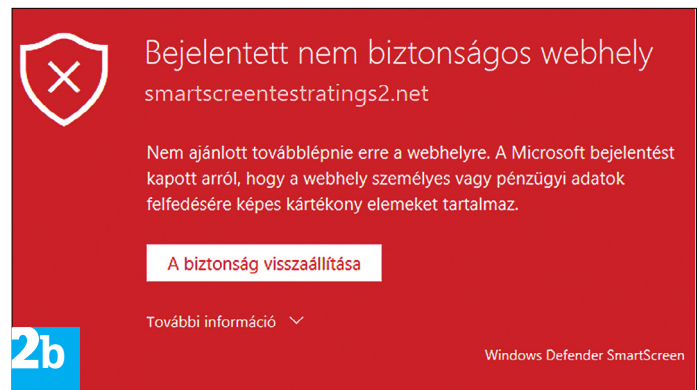 Bejelentett nem biztonságos webhely
smartscreentestratings2.net
Nem ajánlott továbblépnie erre a webhelyre. A Microsoft bejelentést
kapott arról, hogy a webhely személyes vagy pénzügyi adatok
felfedésére képes kártékony elemeket tartalmaz.
A biztonság visszaállítása
További információ
2b
Windows Defender SmartScreen